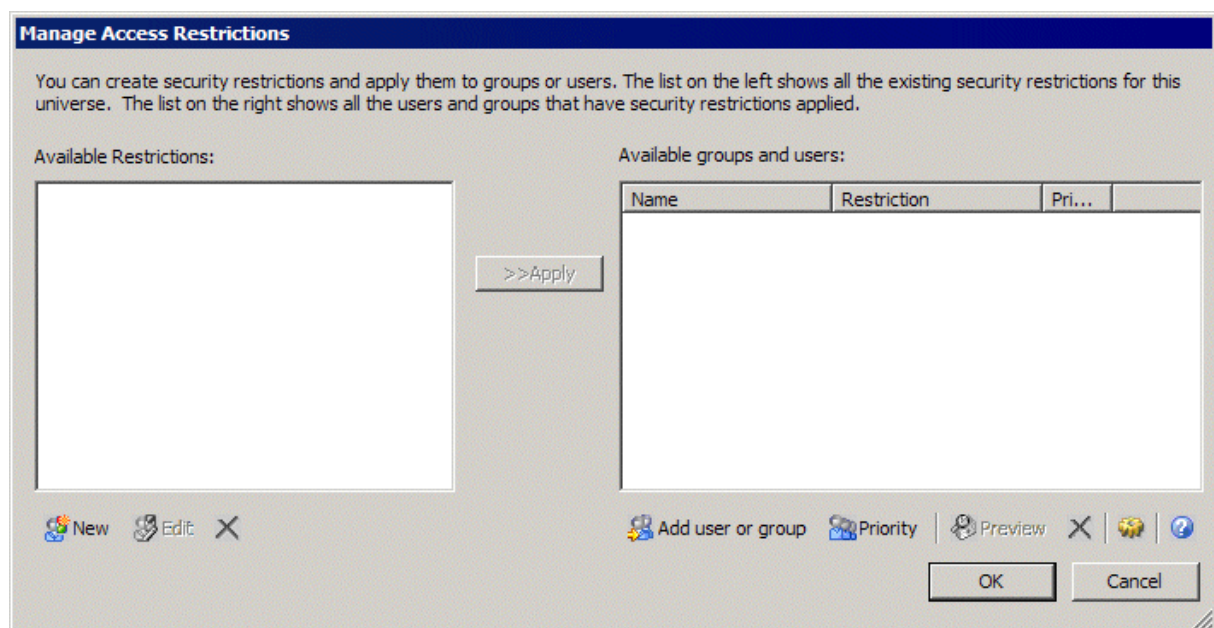 Manage Access Restrictions
You can create security restrictions and apply them to groups or users. The list on the left shows all the existing security restrictions for this
universe. The list on the right shows all the users and groups that have security restrictions applied.
Available Restrictions:
Available groups and users:
Name Restriction Pri...
>>Apply
New Edit
Add user or group Priority Preview
OK Cancel